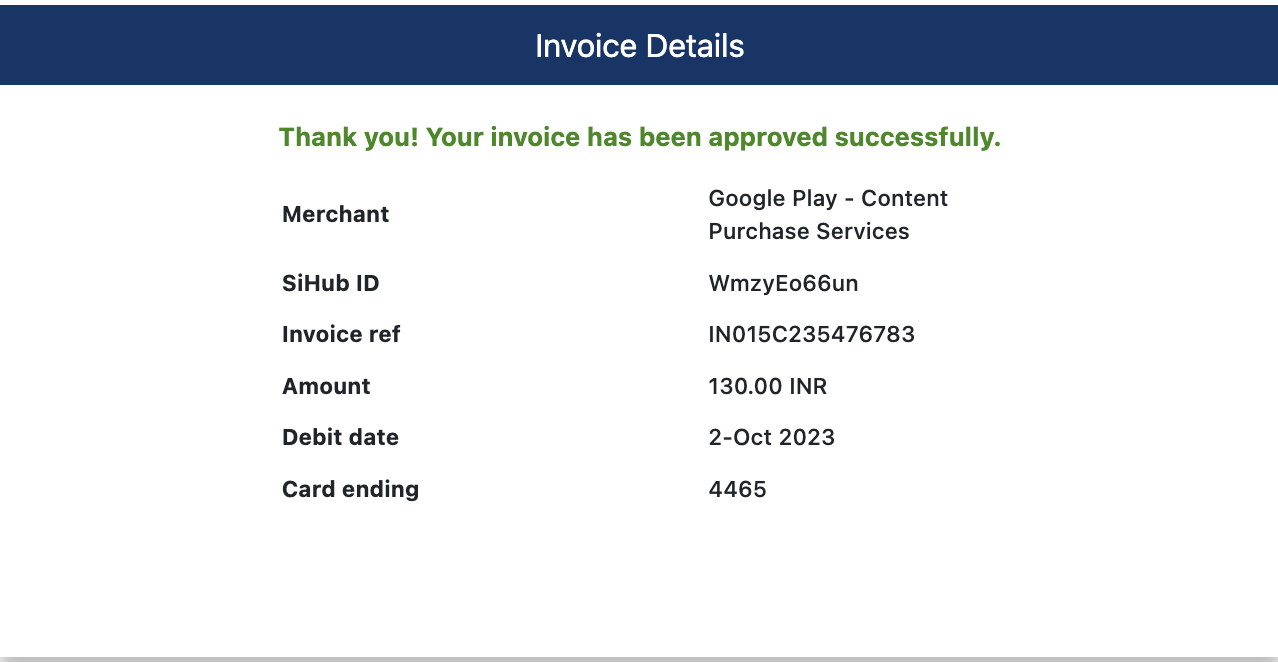 Invoice Details
Thank you! Your invoice has been approved successfully.
Merchant
Google Play - Content
Purchase Services
SiHub ID WmzyEo66un
Invoice ref IN015C235476783
Amount 130.00 INR
Debit date 2-Oct 2023
Card ending 4465